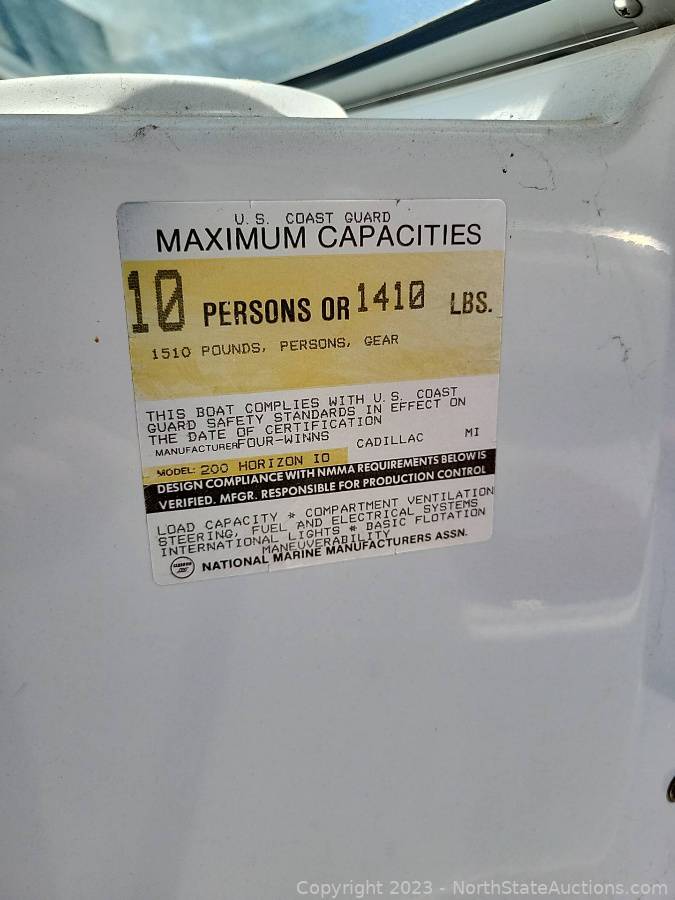 U.S. COAST GUARD
MAXIMUM CAPACITIES
10 PERSONS OR 1410 LBS.
1510 POUNDS, PERSONS, GEAR
THIS BOAT COMPLIES WITH U.S. COAST
GUARD SAFETY STANDARDS IN EFFECT ON
THE DATE OF CERTIFICATION
MANUFACTURER FOUR-WINNS CADILLAC MI
MODEL: 200 HORIZON IO
DESIGN COMPLIANCE WITH NMMA REQUIREMENTS BELOW IS
VERIFIED. MFGR. RESPONSIBLE FOR PRODUCTION CONTROL
LOAD CAPACITY * COMPARTMENT VENTILATION
STEERING, FUEL AND ELECTRICAL SYSTEMS
INTERNATIONAL LIGHTS * BASIC FLOTATION
MANEUVERABILITY
NATIONAL MARINE MANUFACTURERS ASSN.
Copyright © 2023 - NorthStateAuctions.com